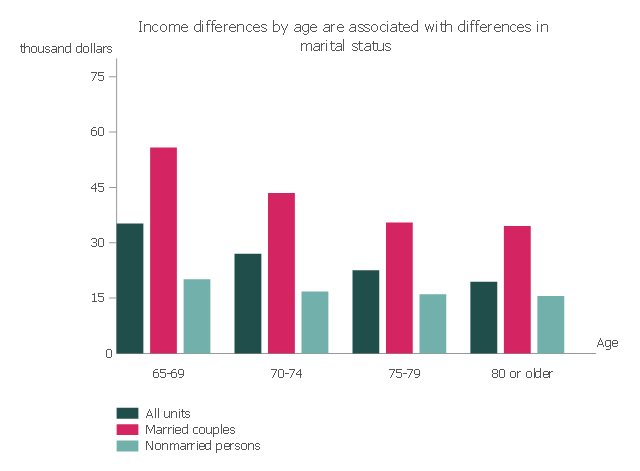 Income differences by age are associated with differences in
marital status
thousand dollars
75
60
45
30
15
0
Age
65-69 70-74 75-79 80 or older
All units
Married couples
Nonmarried persons